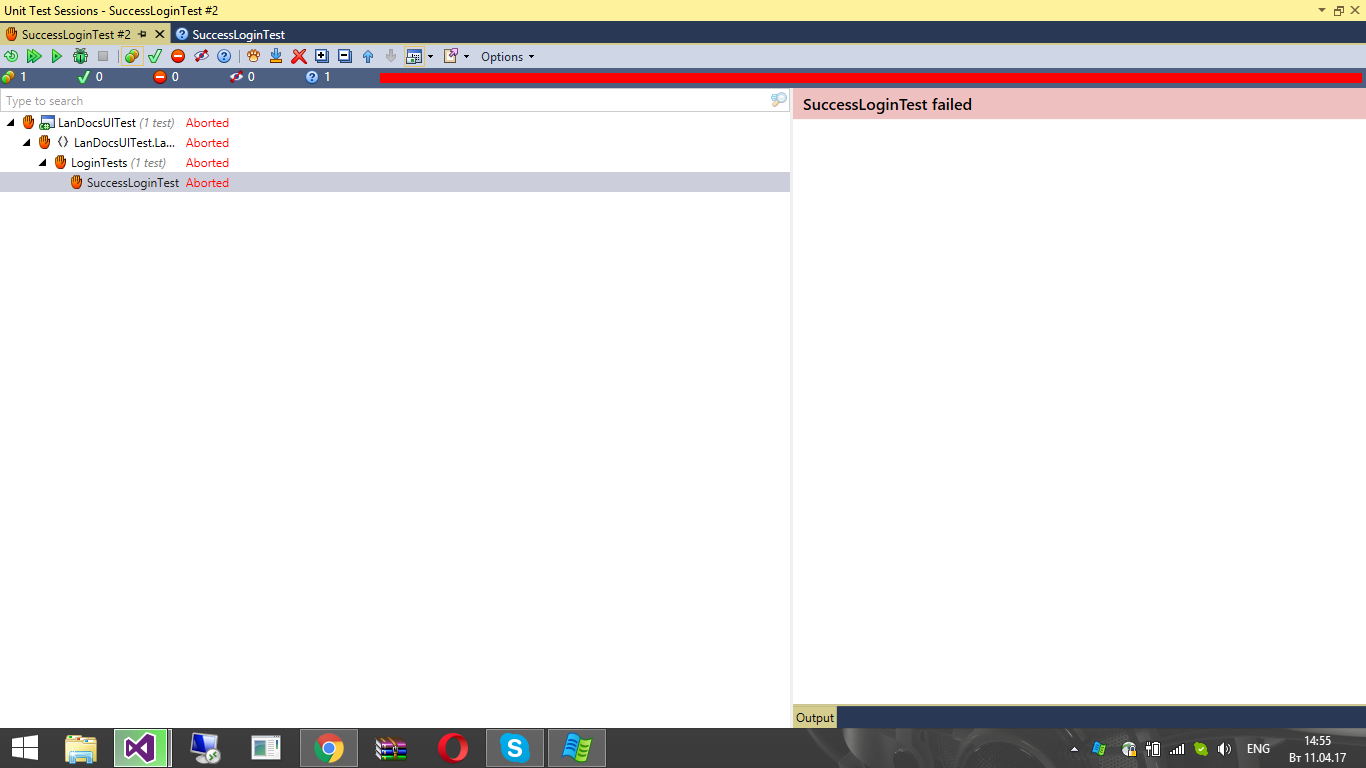 Unit Test Sessions - SuccessLoginTest #2
SuccessLoginTest #2 SuccessLoginTest
Options
1 0 0 0 1
Type to search
SuccessLoginTest failed
LanDocsUITest (1 test) Aborted
LanDocsUITest.La... Aborted
LoginTests (1 test) Aborted
SuccessLoginTest Aborted
Output
ENG
14:55
Вт 11.04.17